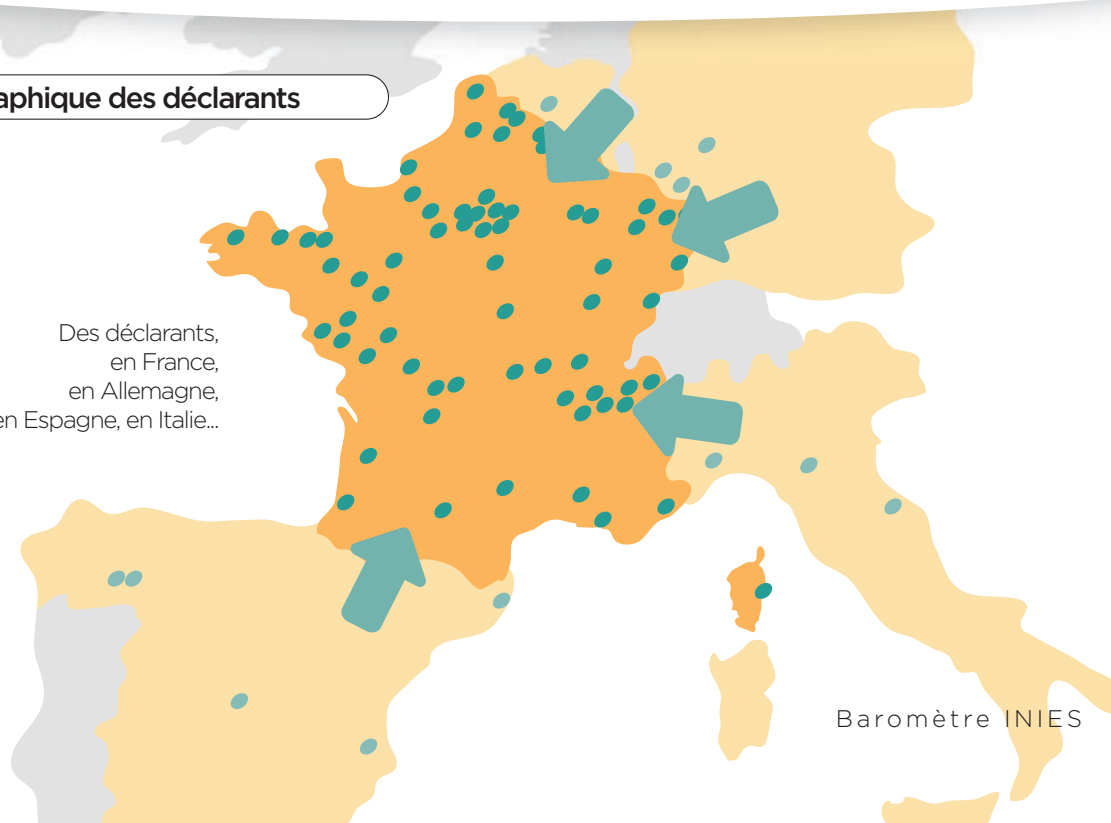 aphique des déclarants
Des déclarants,
en France,
en Allemagne,
en Espagne, en Italie...
Baromètre INIES